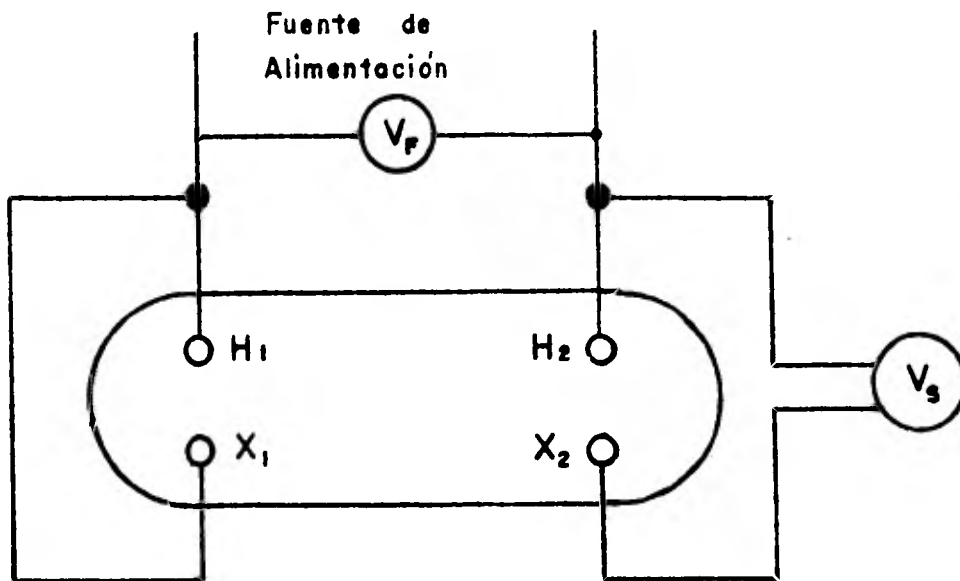 Fuente de
Alimentación
V_F
H₁ H₂
V_S
X₁ X₂